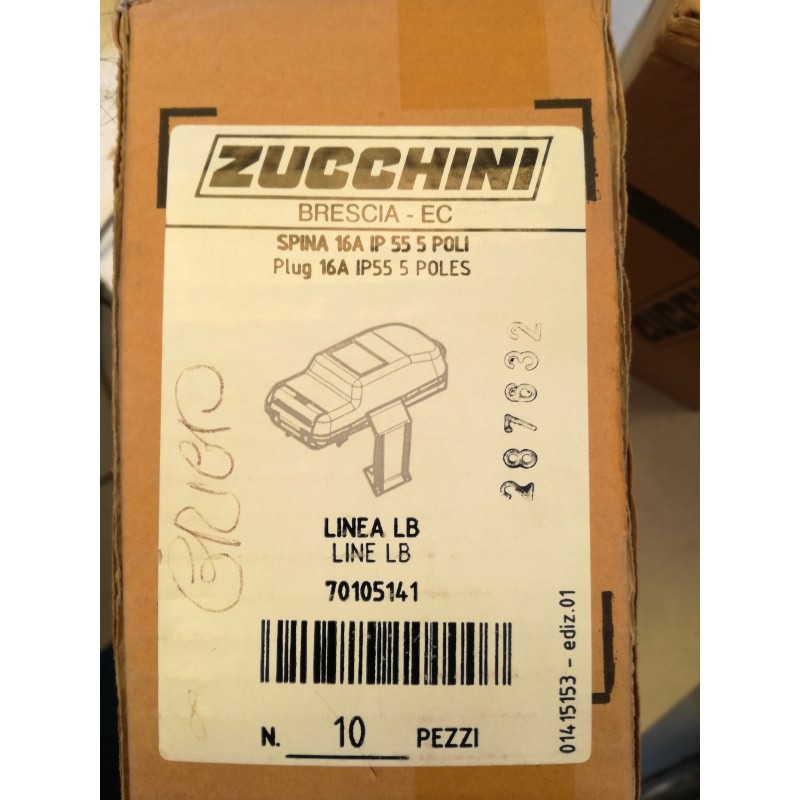 ZUCCHINI
BRESCIA - EC
SPINA 16A IP 55 5 POLI
Plug 16A IP55 5 POLES
287632
LINEA LB
LINE LB
70105141
N. 10 PEZZI
01415153 - ediz.01